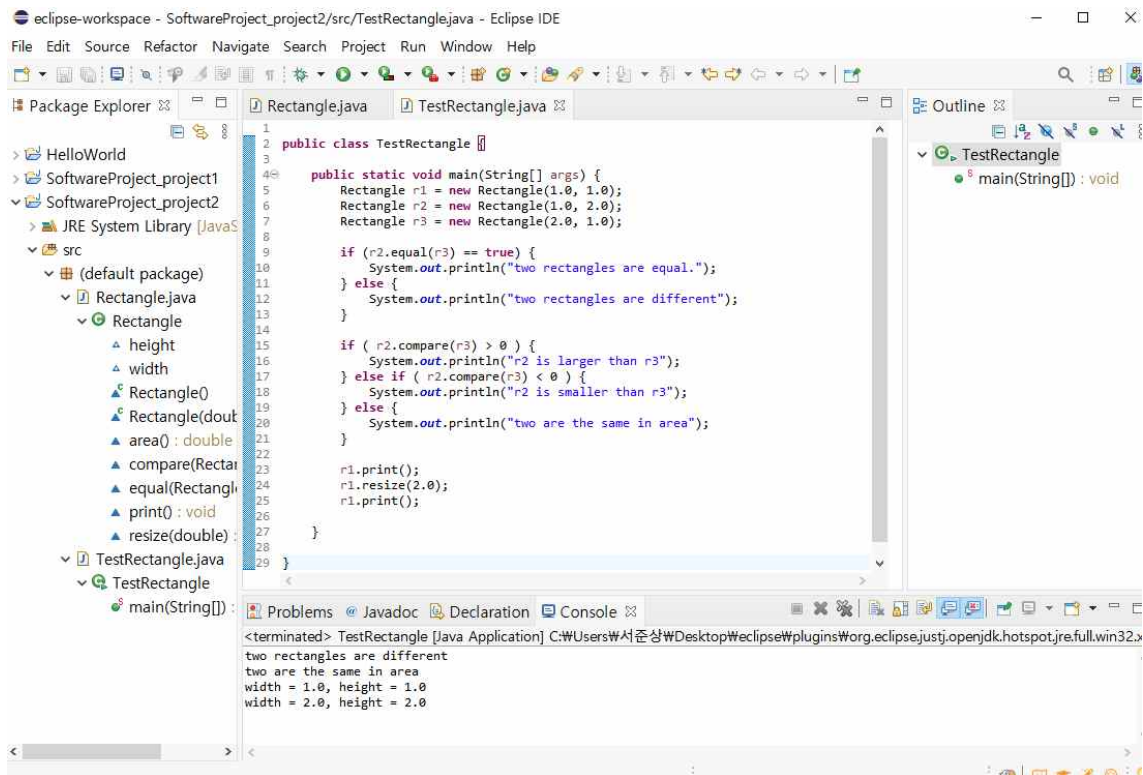 eclipse-workspace - SoftwareProject_project2/src/TestRectangle.java - Eclipse IDE
File Edit Source Refactor Navigate Search Project Run Window Help
Package Explorer
HelloWorld
SoftwareProject_project1
SoftwareProject_project2
JRE System Library [JavaS
src
(default package)
Rectangle.java
Rectangle
height
width
Rectangle()
Rectangle(doub
area() : double
compare(Rectan
equal(Rectangl
print() : void
resize(double) :
TestRectangle.java
TestRectangle
main(String[]) :
Rectangle.java TestRectangle.java
1
2 public class TestRectangle {
3
4 public static void main(String[] args) {
5 Rectangle r1 = new Rectangle(1.0, 1.0);
6 Rectangle r2 = new Rectangle(1.0, 2.0);
7 Rectangle r3 = new Rectangle(2.0, 1.0);
8
9 if (r2.equal(r3) == true) {
10 System.out.println("two rectangles are equal.");
11 } else {
12 System.out.println("two rectangles are different");
13 }
14
15 if ( r2.compare(r3) > 0 ) {
16 System.out.println("r2 is larger than r3");
17 } else if ( r2.compare(r3) < 0 ) {
18 System.out.println("r2 is smaller than r3");
19 } else {
20 System.out.println("two are the same in area");
21 }
22
23 r1.print();
24 r1.resize(2.0);
25 r1.print();
26
27 }
28
29 }
Outline
TestRectangle
main(String[]) : void
Problems Javadoc Declaration Console
<terminated> TestRectangle [Java Application] C:₩Users₩서준상₩Desktop₩eclipse₩plugins₩org.eclipse.justj.openjdk.hotspot.jre.full.win32.x
two rectangles are different
two are the same in area
width = 1.0, height = 1.0
width = 2.0, height = 2.0